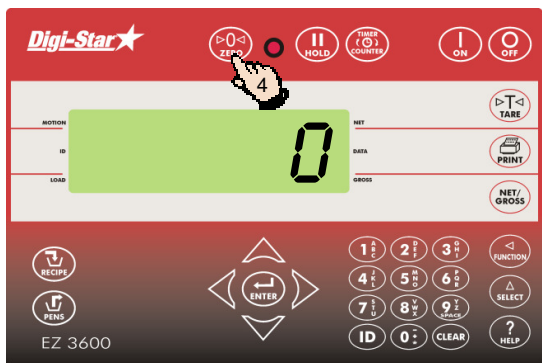 Digi-Star
▷0◁ ZERO
HOLD
TIMER
COUNTER
ON
OFF
4
▷T◁
TARE
MOTION
NET
0
ID
DATA
PRINT
LOAD
GROSS
NET/
GROSS
RECIPE
PENS
ENTER
1 A B C
2 D E F
3 G H I
4 J K L
5 M N O
6 P Q R
7 S T U
8 V W X
9 Y Z SPACE
ID
0 - :
CLEAR
FUNCTION
SELECT
?
HELP
EZ 3600